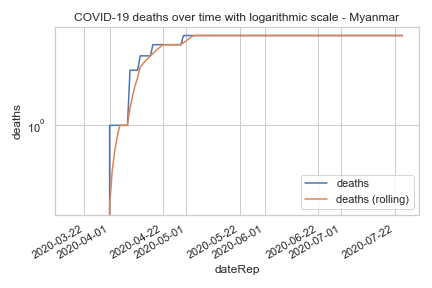 COVID-19 deaths over time with logarithmic scale - Myanmar
deaths
10⁰
deaths
deaths (rolling)
2020-03-22
2020-04-01
2020-04-22
2020-05-01
2020-05-22
2020-06-01
2020-06-22
2020-07-01
2020-07-22
dateRep